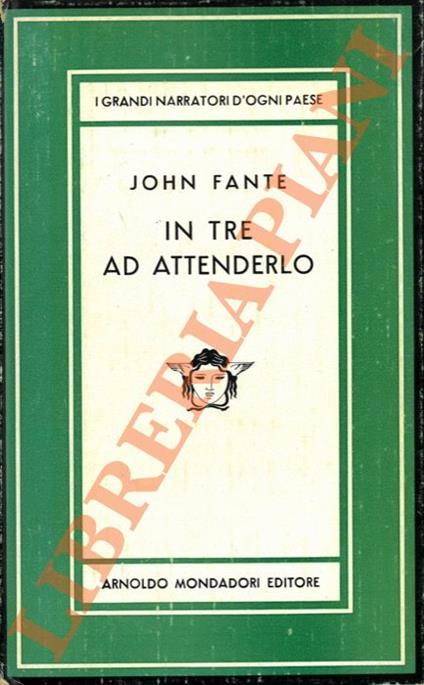 I GRANDI NARRATORI D'OGNI PAESE
JOHN FANTE
IN TRE
AD ATTENDERLO
ARNOLDO MONDADORI EDITORE
LIBRERIA PIANI